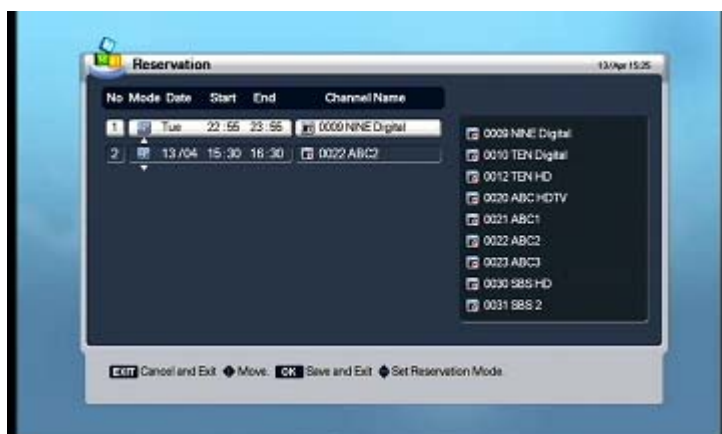 Reservation 13/Apr 15:25
No Mode Date Start End Channel Name
1 Tue 22:55 23:55 0009 NINE Digital
2 13/04 15:30 16:30 0022 ABC2
0009 NINE Digital
0010 TEN Digital
0012 TEN HD
0020 ABC HDTV
0021 ABC1
0022 ABC2
0023 ABC3
0030 SBS HD
0031 SBS 2
EXIT Cancel and Exit Move. OK Save and Exit Set Reservation Mode.